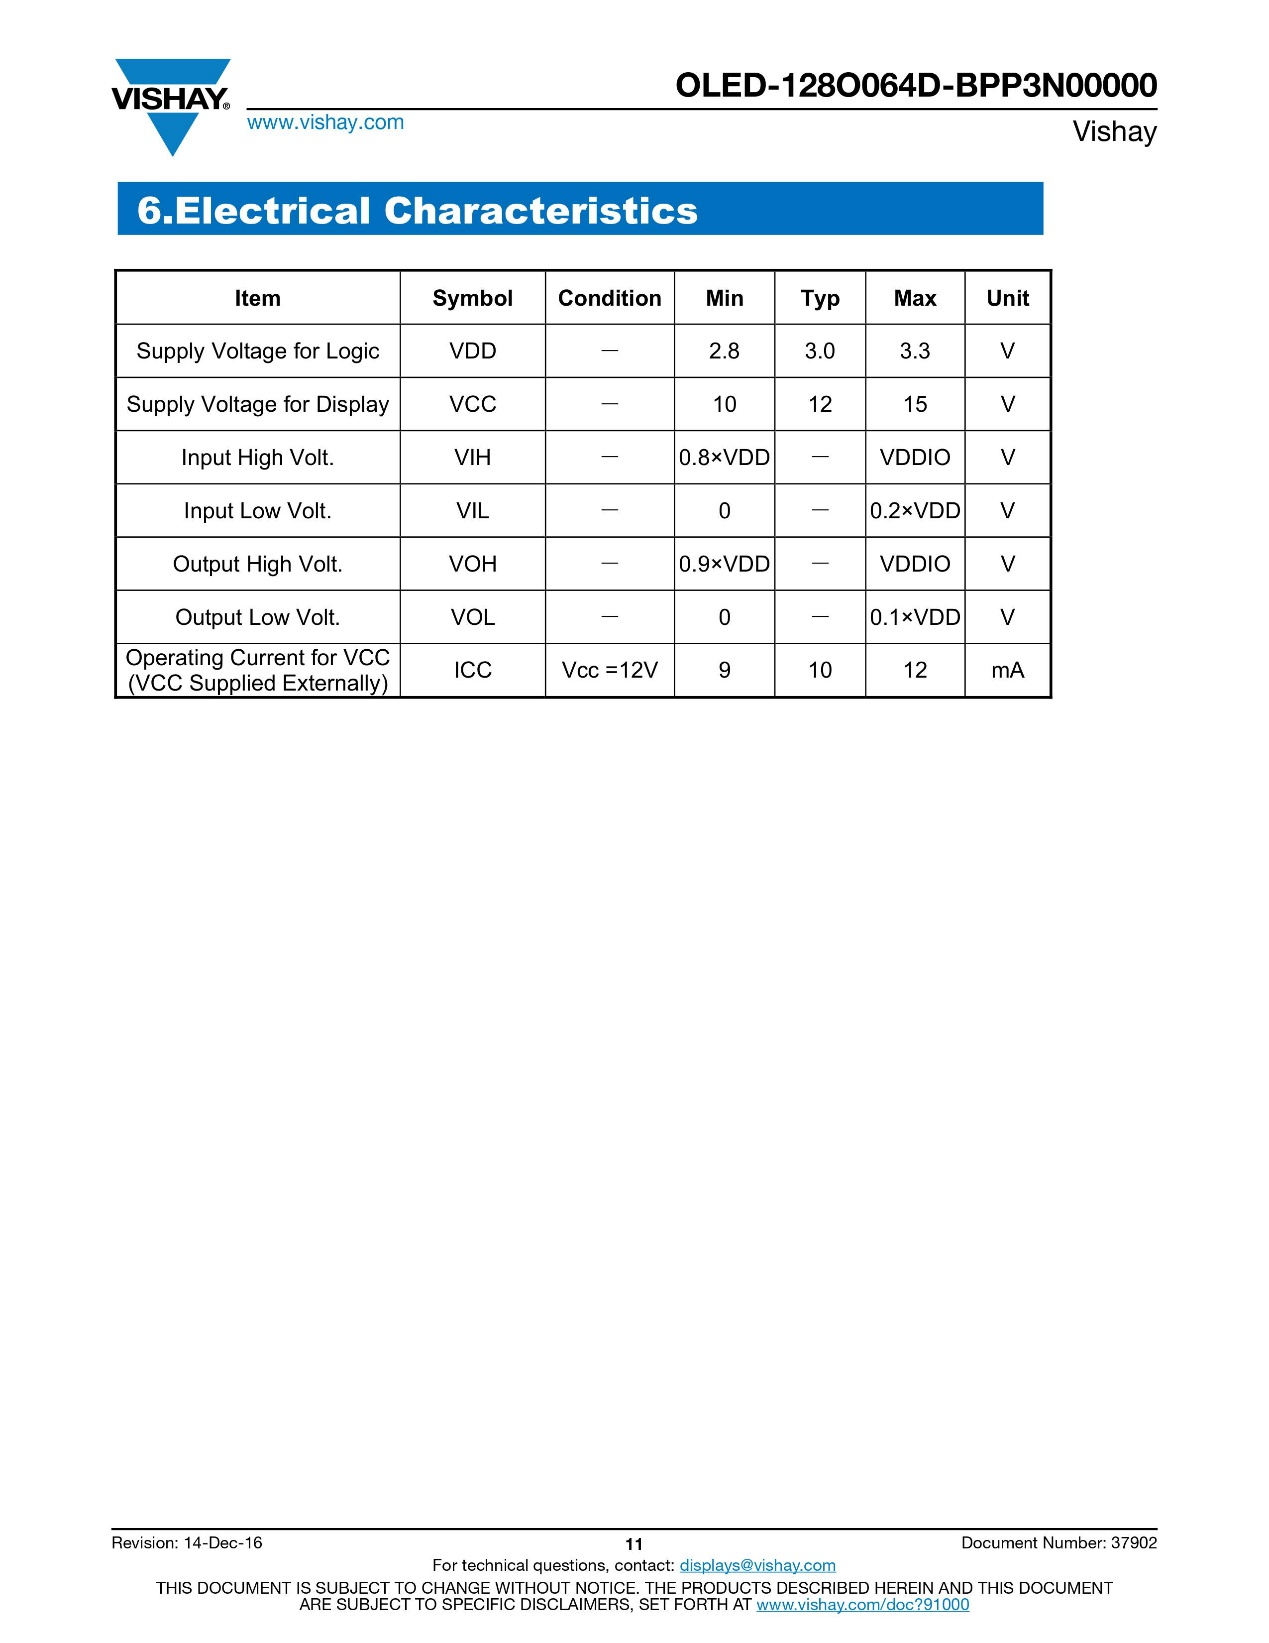 VISHAY®
www.vishay.com
OLED-128O064D-BPP3N00000
Vishay
6.Electrical Characteristics
Item Symbol Condition Min Typ Max Unit
Supply Voltage for Logic VDD — 2.8 3.0 3.3 V
Supply Voltage for Display VCC — 10 12 15 V
Input High Volt. VIH — 0.8×VDD — VDDIO V
Input Low Volt. VIL — 0 — 0.2×VDD V
Output High Volt. VOH — 0.9×VDD — VDDIO V
Output Low Volt. VOL — 0 — 0.1×VDD V
Operating Current for VCC
(VCC Supplied Externally) ICC Vcc =12V 9 10 12 mA
Revision: 14-Dec-16 11 Document Number: 37902
For technical questions, contact: displays@vishay.com
THIS DOCUMENT IS SUBJECT TO CHANGE WITHOUT NOTICE. THE PRODUCTS DESCRIBED HEREIN AND THIS DOCUMENT
ARE SUBJECT TO SPECIFIC DISCLAIMERS, SET FORTH AT www.vishay.com/doc?91000